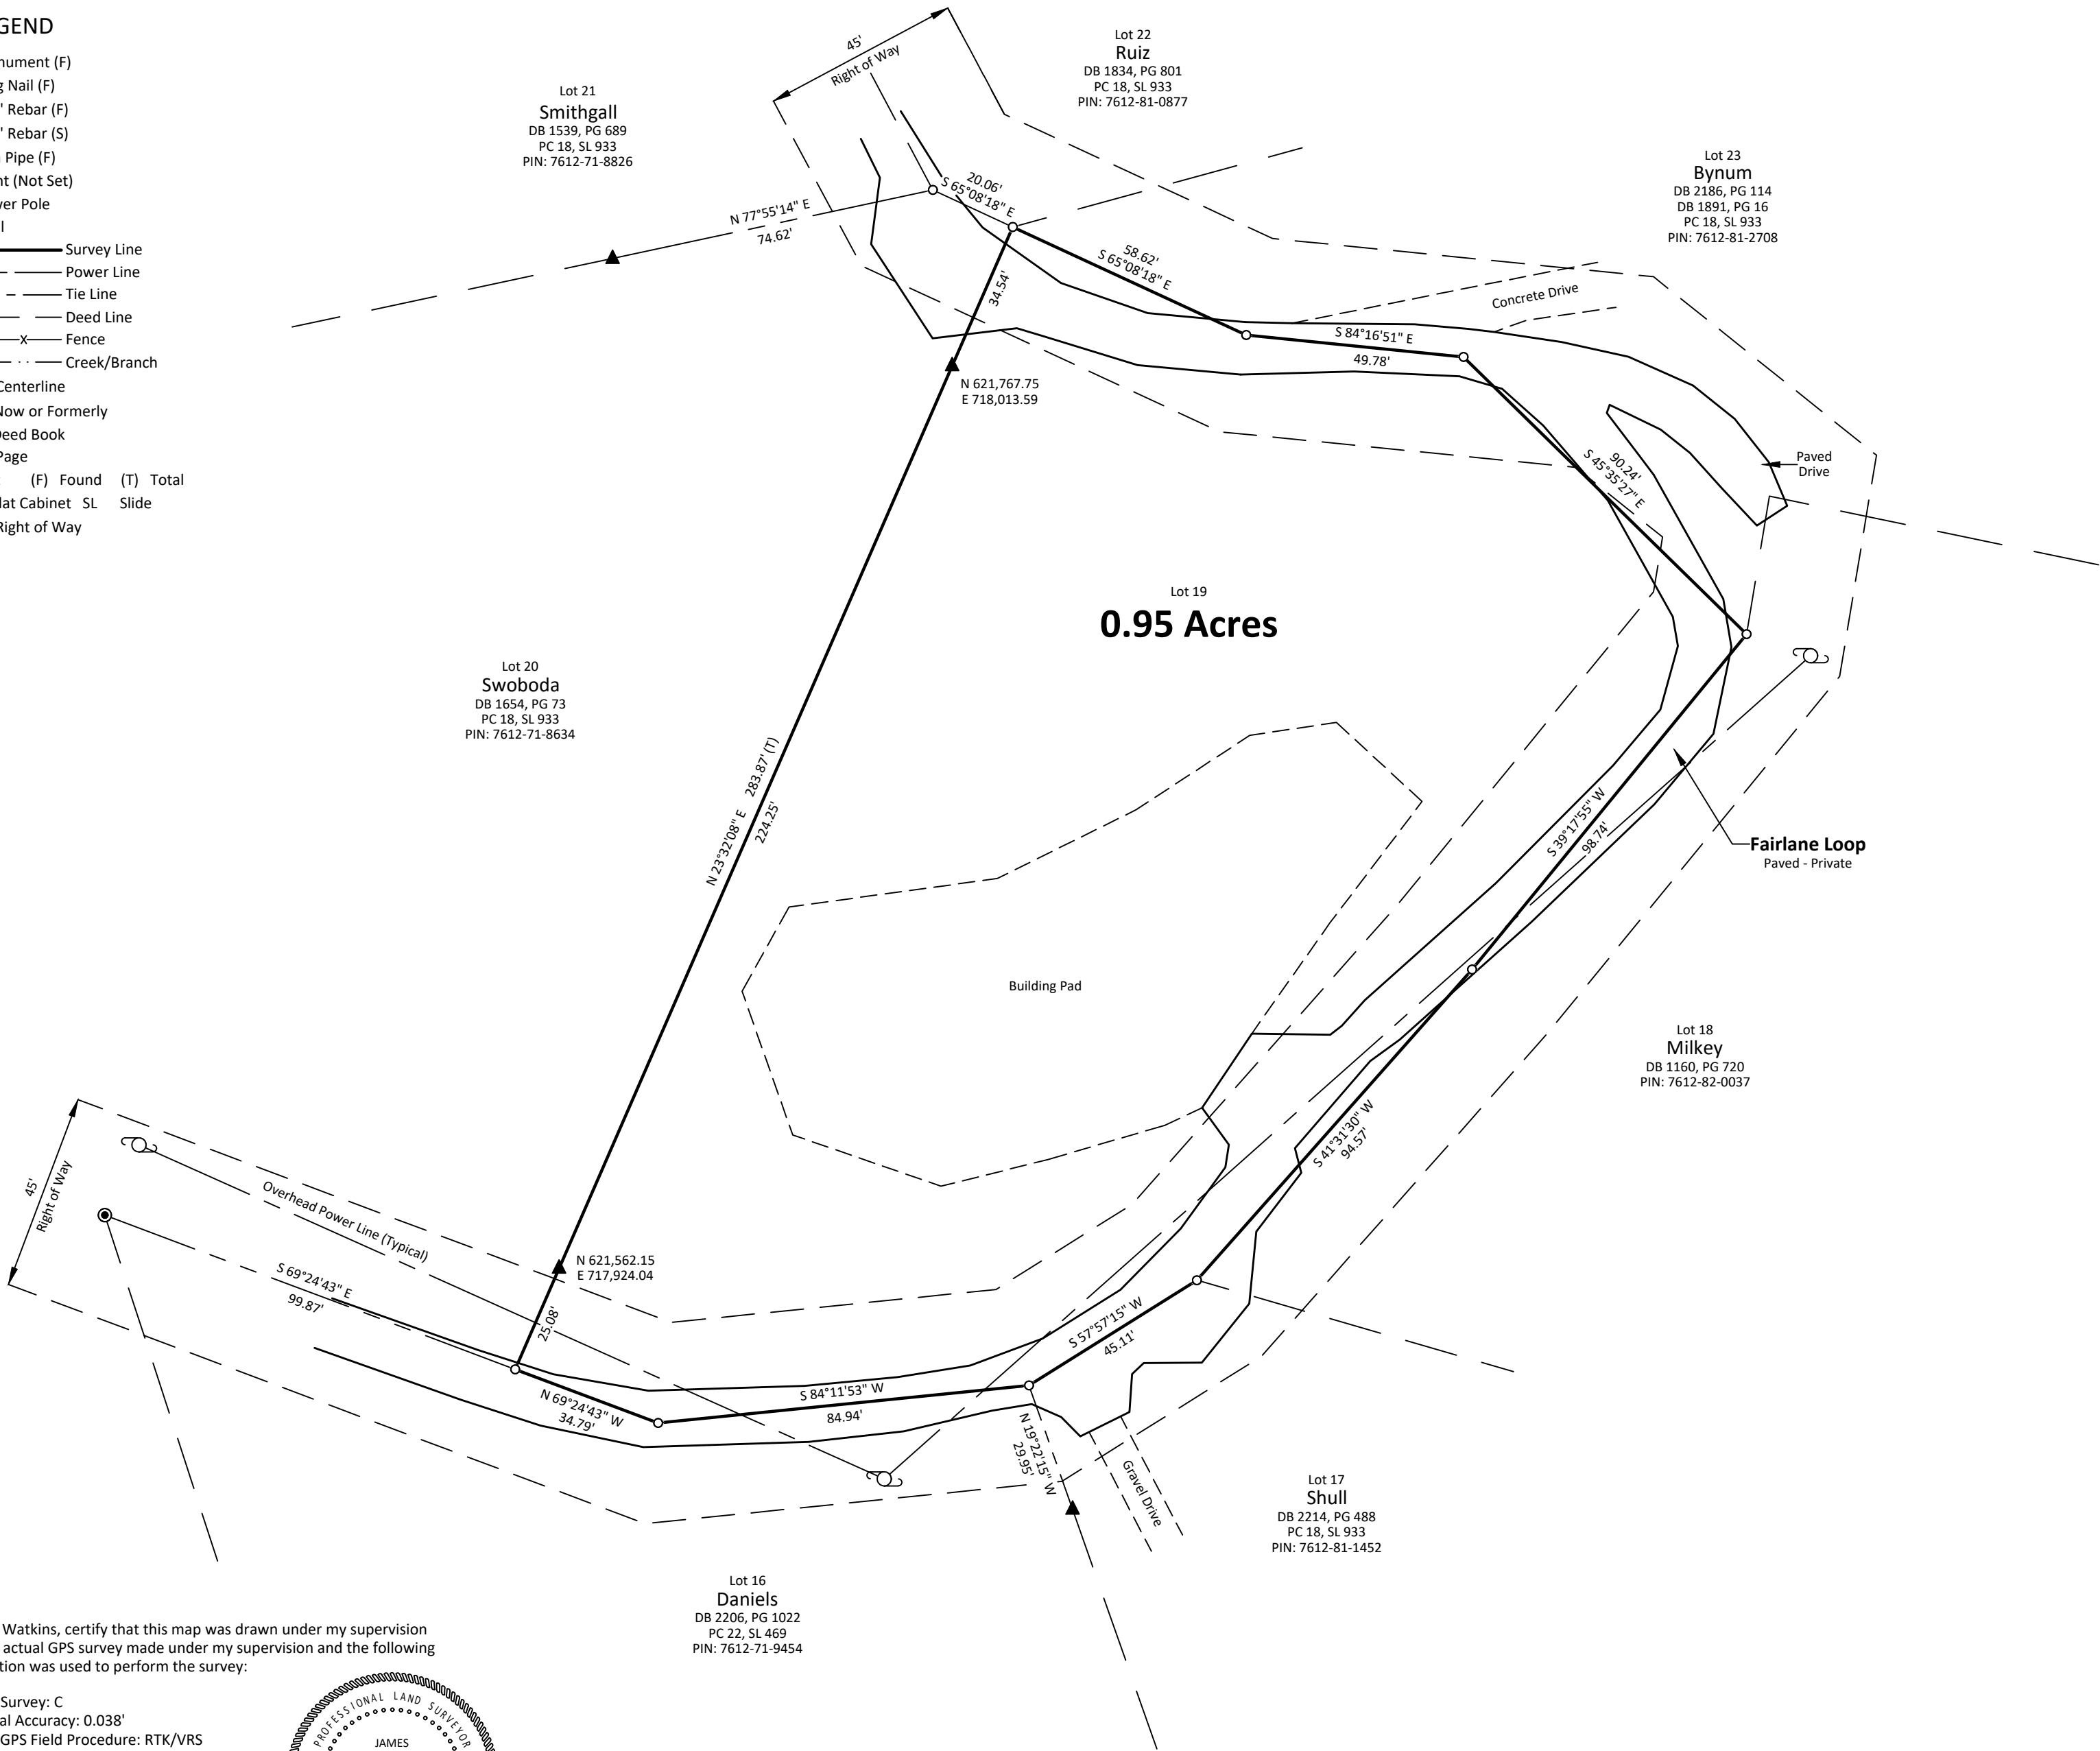 GEND
nument (F)
g Nail (F)
" Rebar (F)
" Rebar (S)
Pipe (F)
nt (Not Set)
ver Pole
l
Survey Line
Power Line
Tie Line
Deed Line
x Fence
Creek/Branch
Centerline
Now or Formerly
Deed Book
Page
(F) Found (T) Total
lat Cabinet SL Slide
Right of Way
45'
Right of Way
Lot 22
Ruiz
DB 1834, PG 801
PC 18, SL 933
PIN: 7612-81-0877
Lot 21
Smithgall
DB 1539, PG 689
PC 18, SL 933
PIN: 7612-71-8826
Lot 23
Bynum
DB 2186, PG 114
DB 1891, PG 16
PC 18, SL 933
PIN: 7612-81-2708
20.06'
S 65°08'18" E
N 77°55'14" E
74.62'
58.62'
S 65°08'18" E
34.54'
Concrete Drive
S 84°16'51" E
49.78'
N 621,767.75
E 718,013.59
90.24'
S 45°35'27" E
Paved
Drive
Lot 19
0.95 Acres
Lot 20
Swoboda
DB 1654, PG 73
PC 18, SL 933
PIN: 7612-71-8634
N 23°32'08" E 283.87' (T)
224.25'
S 39°17'55" W
98.74'
Fairlane Loop
Paved - Private
Building Pad
Lot 18
Milkey
DB 1160, PG 720
PIN: 7612-82-0037
S 41°31'30" W
94.57'
45'
Right of Way
Overhead Power Line (Typical)
N 621,562.15
E 717,924.04
S 69°24'43" E
99.87'
25.08'
S 57°57'15" W
45.11'
N 69°24'43" W
34.79'
S 84°11'53" W
84.94'
N 19°22'15" W
29.95'
Gravel Drive
Lot 17
Shull
DB 2214, PG 488
PC 18, SL 933
PIN: 7612-81-1452
Lot 16
Daniels
DB 2206, PG 1022
PC 22, SL 469
PIN: 7612-71-9454
Watkins, certify that this map was drawn under my supervision
actual GPS survey made under my supervision and the following
tion was used to perform the survey:
Survey: C
al Accuracy: 0.038'
GPS Field Procedure: RTK/VRS
PROFESSIONAL LAND SURVEYOR
JAMES